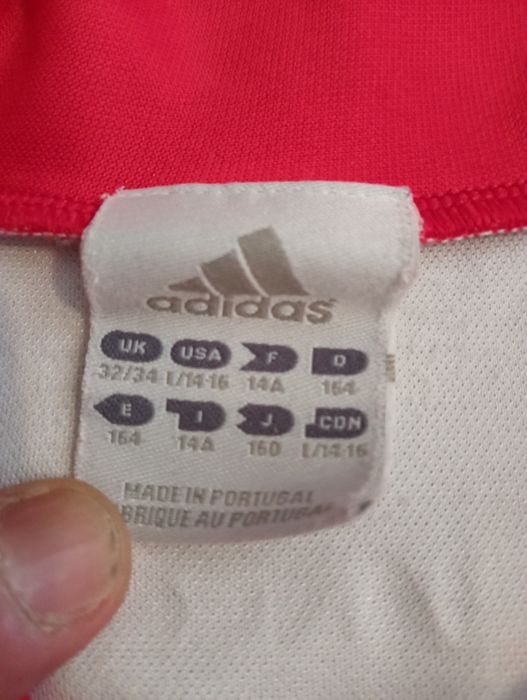 adidas
UK USA F D
32/34 L/14-16 14A 164
E I J CDN
164 14A 160 L/14-16
MADE IN PORTUGAL
BRIQUE AU PORTUGAL